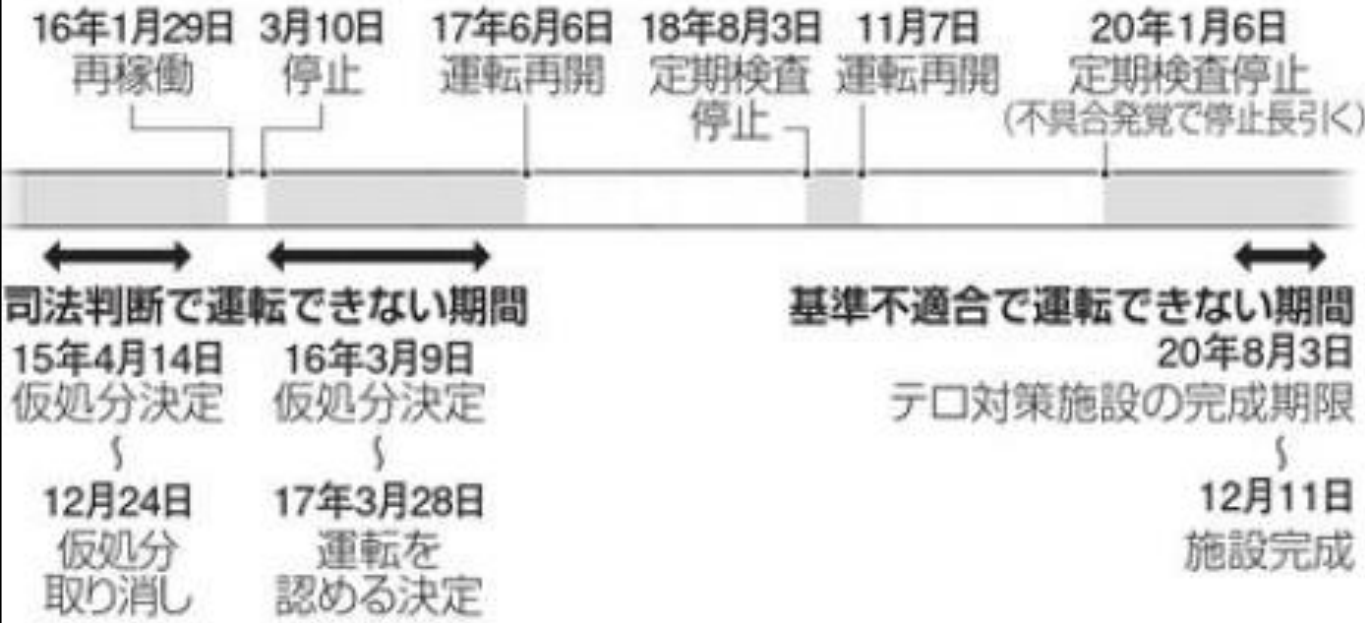 16年1月29日
再稼働
3月10日
停止
17年6月6日
運転再開
18年8月3日
定期検査
停止
11月7日
運転再開
20年1月6日
定期検査停止
(不具合発覚で停止長引く)
司法判断で運転できない期間
15年4月14日
仮処分決定
〜
12月24日
仮処分
取り消し
16年3月9日
仮処分決定
〜
17年3月28日
運転を
認める決定
基準不適合で運転できない期間
20年8月3日
テロ対策施設の完成期限
〜
12月11日
施設完成